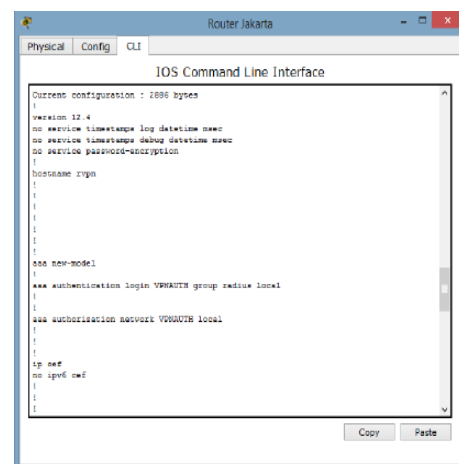 Router Jakarta
Physical Config CLI
IOS Command Line Interface
Current configuration : 2886 bytes
!
version 12.4
no service timestamps log datetime msec
no service timestamps debug datetime msec
no service password-encryption
!
hostname rvpn
!
!
!
!
!
!
!
aaa new-model
!
aaa authentication login VPNAUTH group radius local
!
!
aaa authorization network VPNAUTH local
!
!
!
ip cef
no ipv6 cef
!
!
!
Copy Paste